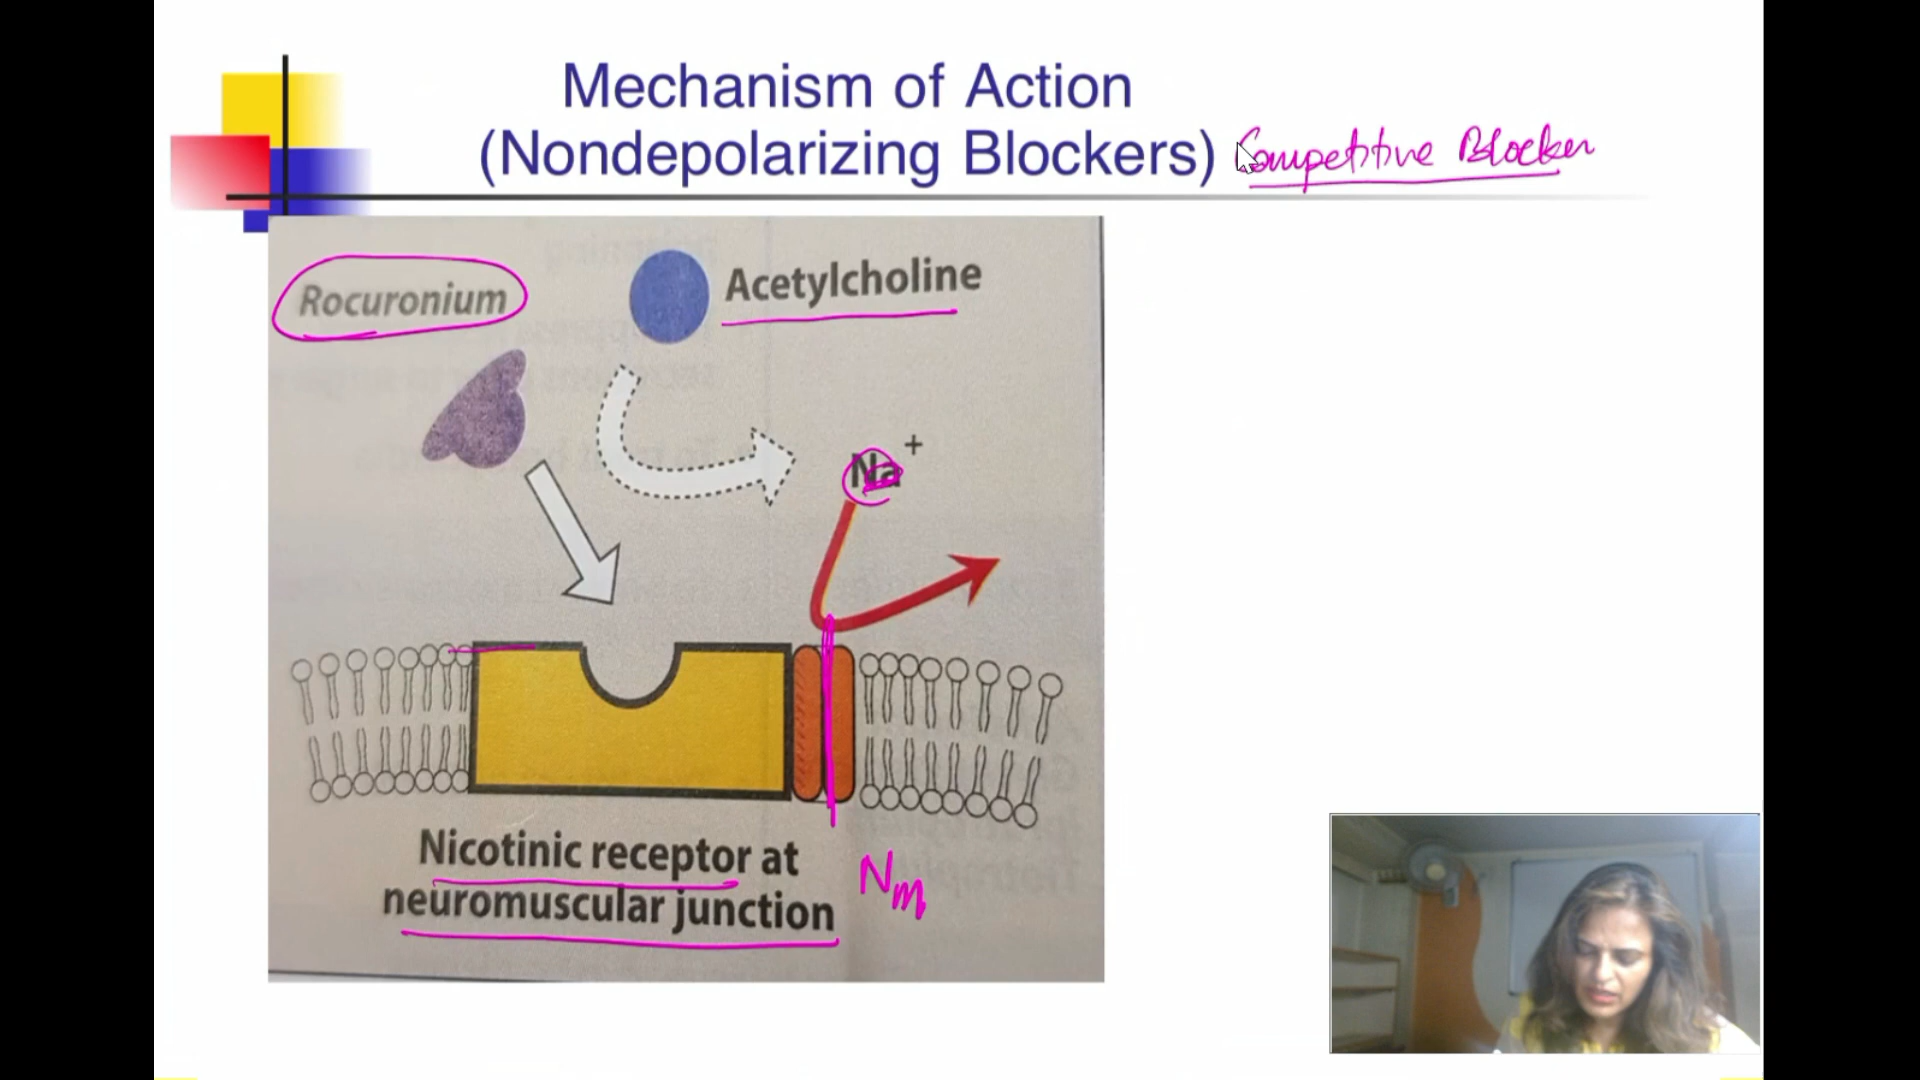 Mechanism of Action
(Nondepolarizing Blockers) Competitive Blocker
Rocuronium
Acetylcholine
Na+
Nicotinic receptor at
neuromuscular junction
Nm